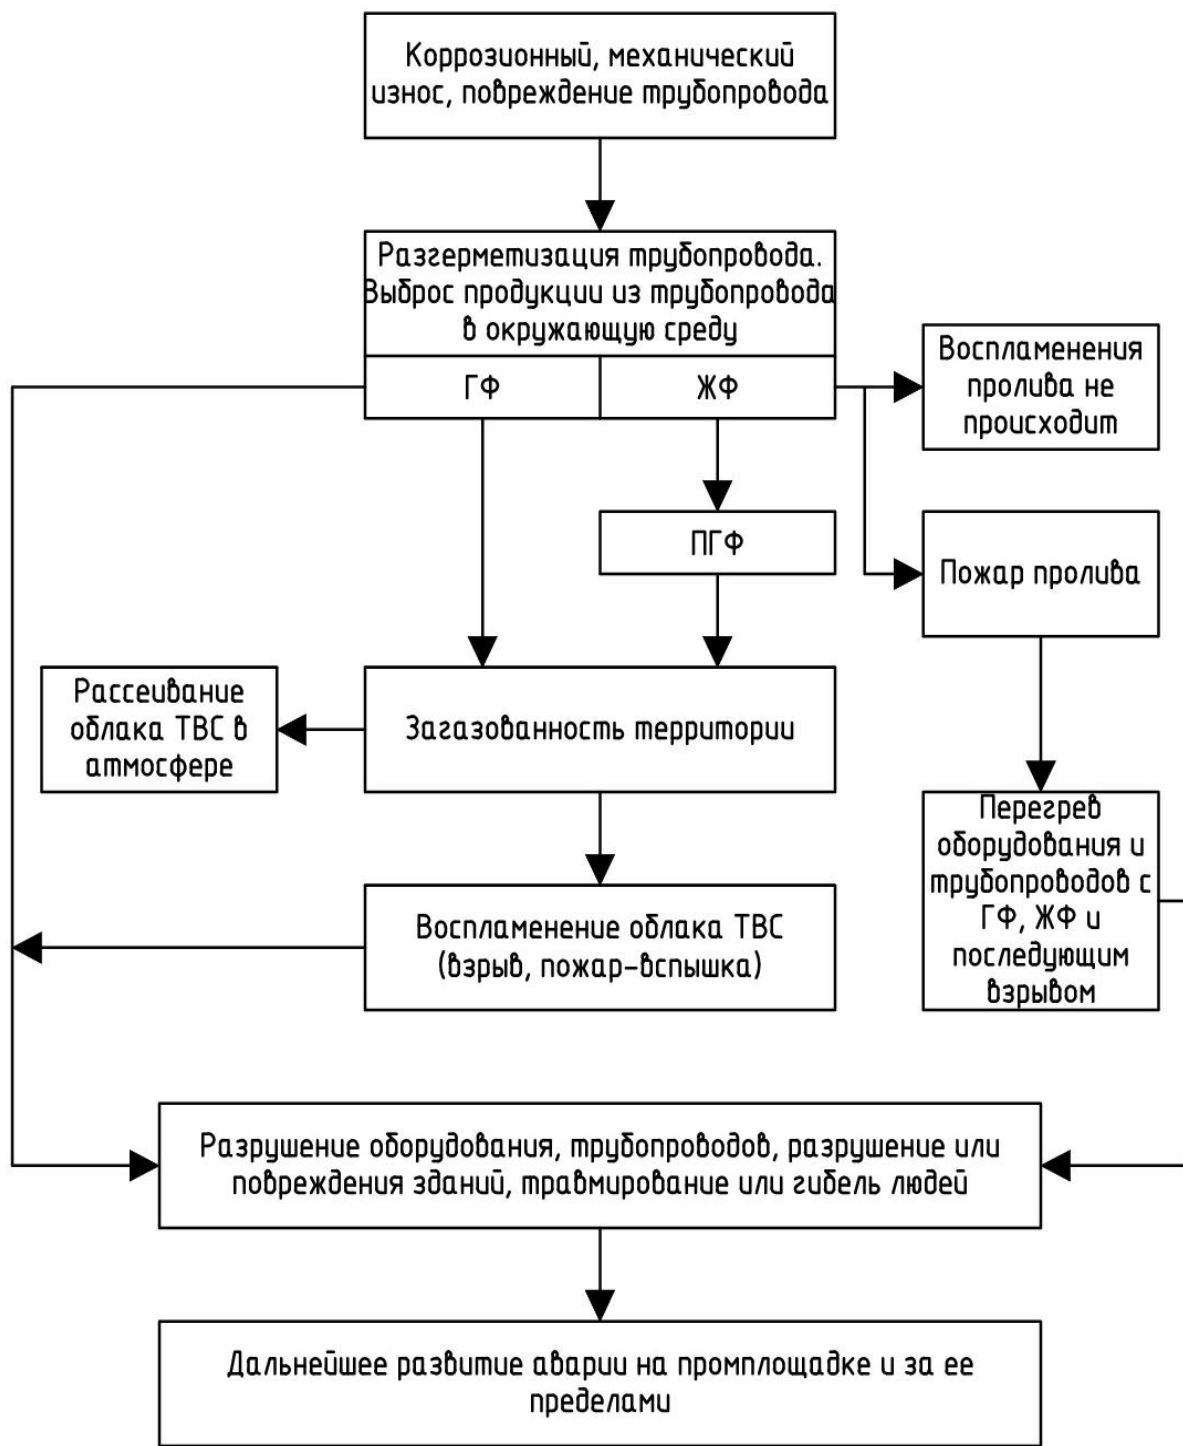 Коррозионный, механический
износ, повреждение трубопровода
Разгерметизация трубопровода.
Выброс продукции из трубопровода
в окружающую среду
ГФ
ЖФ
Воспламенения
пролива не
происходит
ПГФ
Пожар пролива
Рассеивание
облака ТВС в
атмосфере
Загазованность территории
Перегрев
оборудования и
трубопроводов с
ГФ, ЖФ и
последующим
взрывом
Воспламенение облака ТВС
(взрыв, пожар-вспышка)
Разрушение оборудования, трубопроводов, разрушение или
повреждения зданий, травмирование или гибель людей
Дальнейшее развитие аварии на промплощадке и за ее
пределами